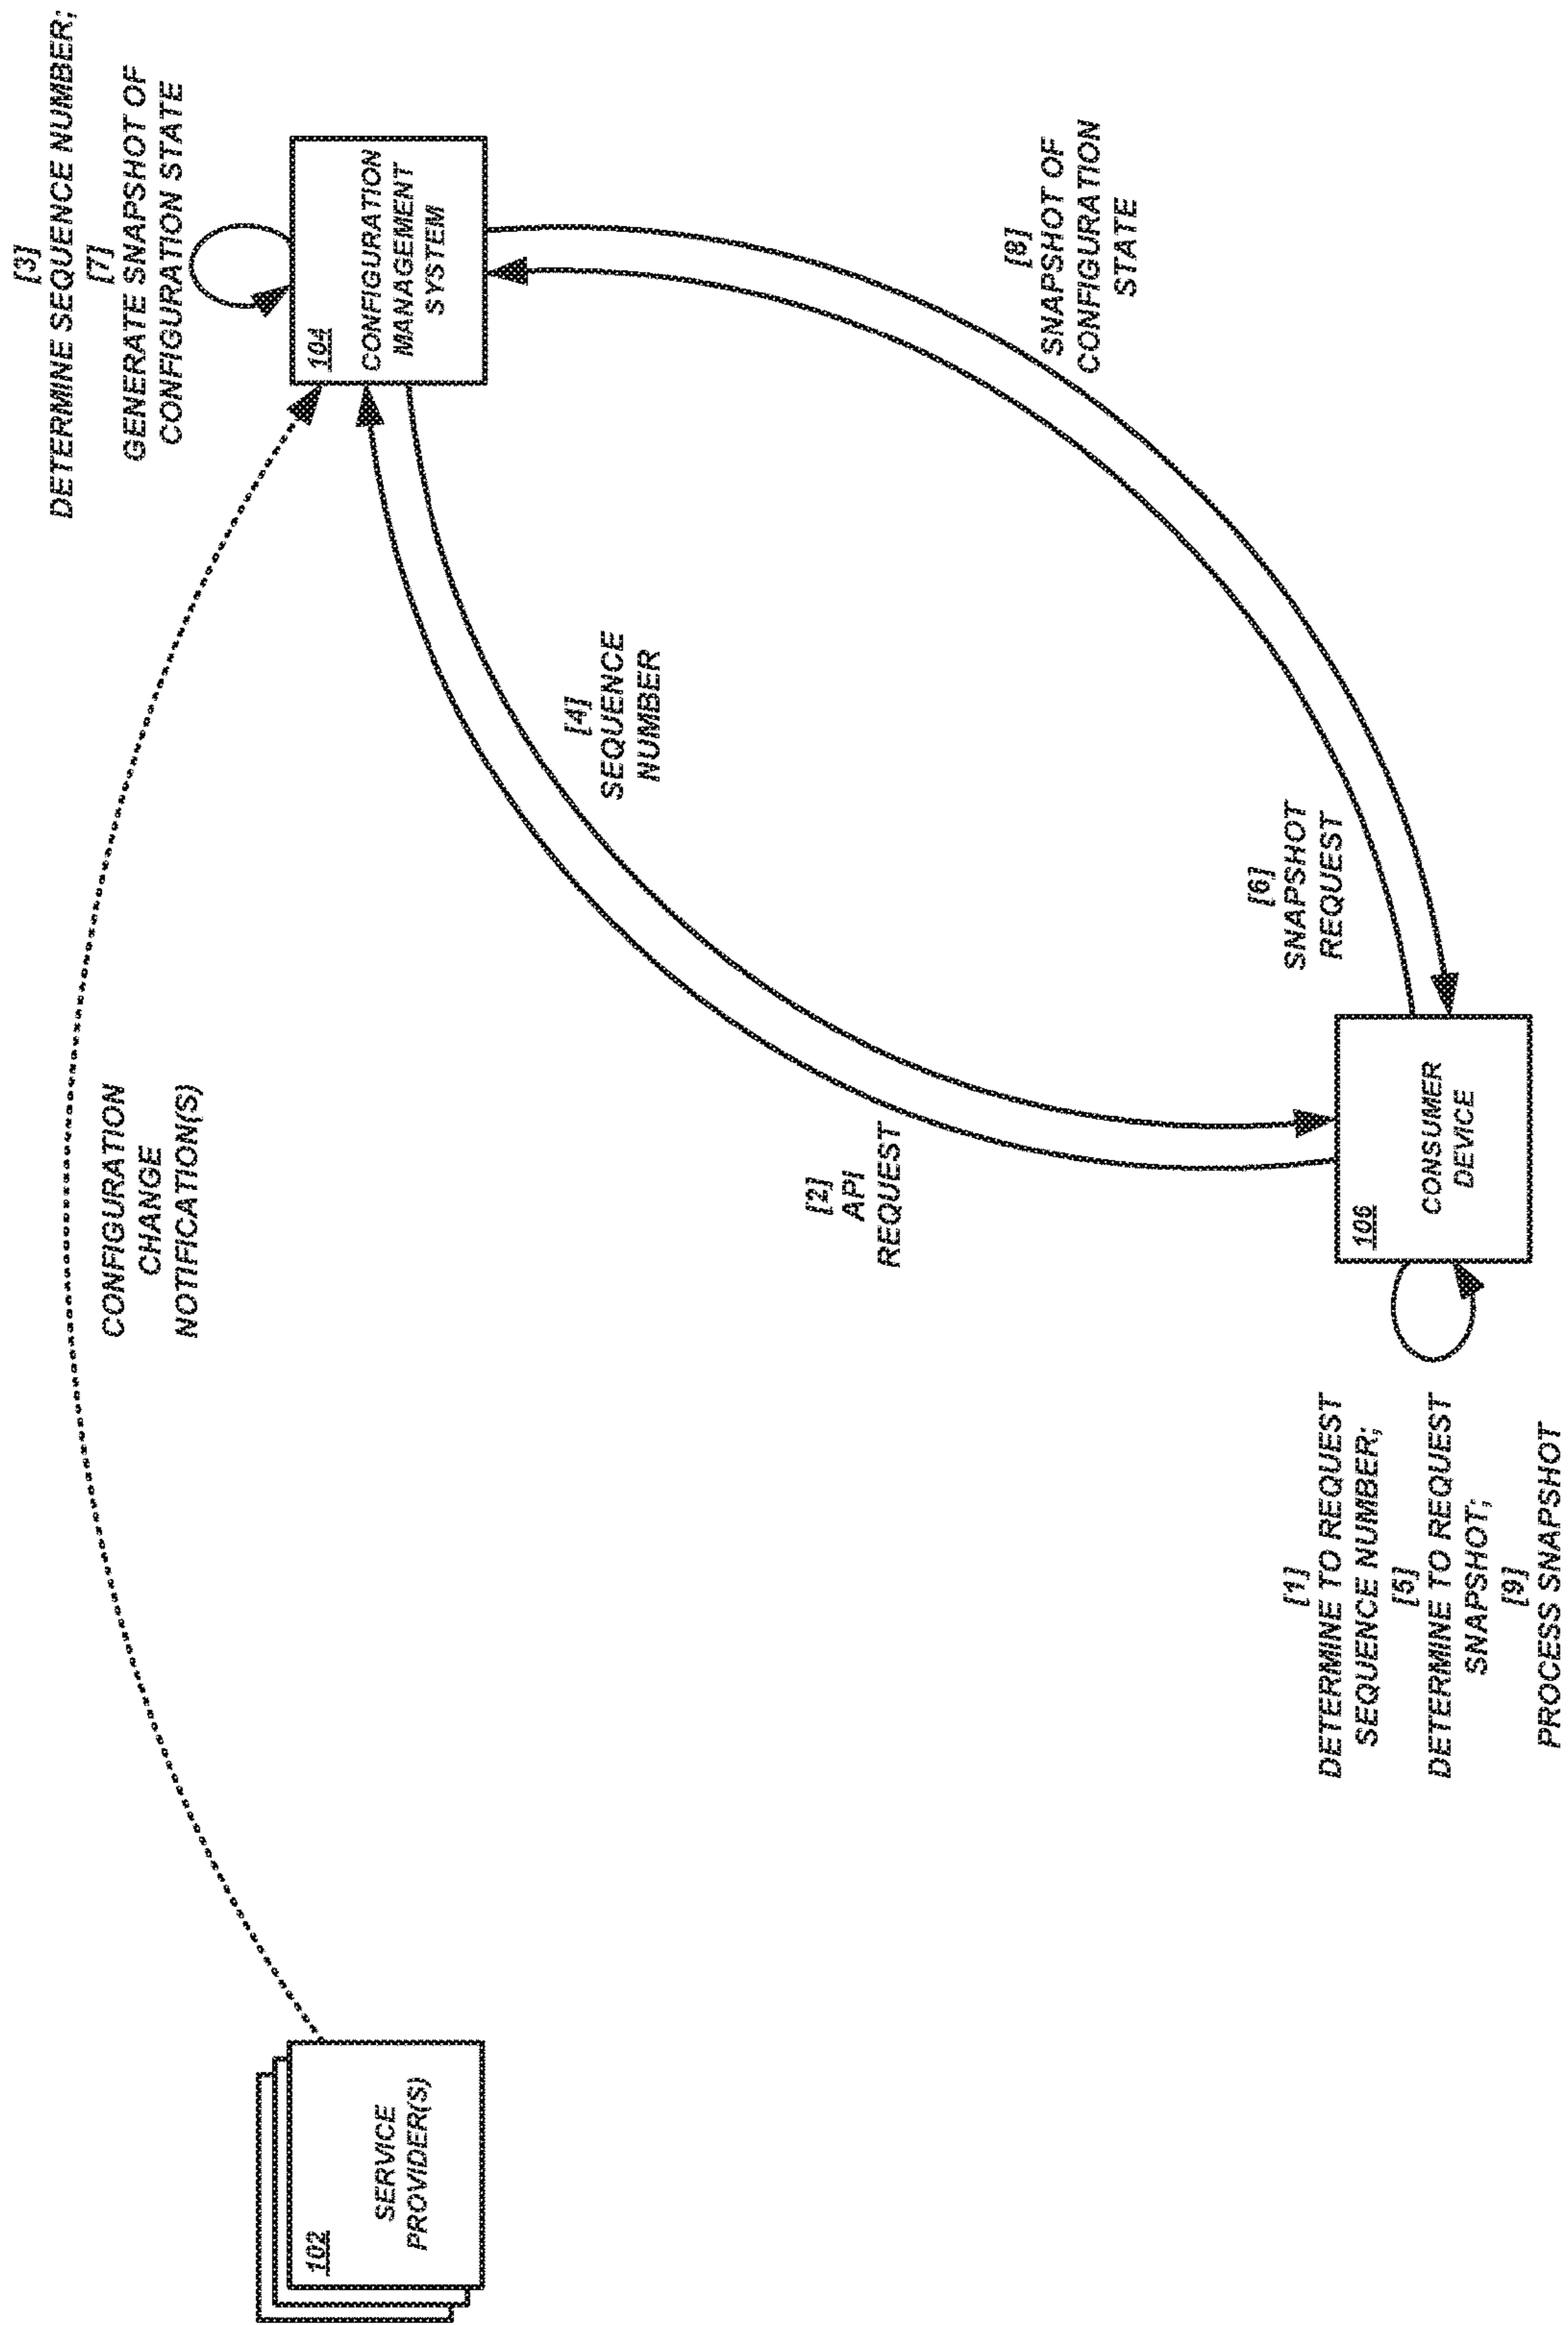 [3]
DETERMINE SEQUENCE NUMBER;
[7]
GENERATE SNAPSHOT OF
CONFIGURATION STATE
104
CONFIGURATION
MANAGEMENT
SYSTEM
CONFIGURATION
CHANGE
NOTIFICATION(S)
102
SERVICE
PROVIDER(S)
[4]
SEQUENCE
NUMBER
[2]
API
REQUEST
[8]
SNAPSHOT OF
CONFIGURATION
STATE
[6]
SNAPSHOT
REQUEST
106
CONSUMER
DEVICE
[1]
DETERMINE TO REQUEST
SEQUENCE NUMBER;
[5]
DETERMINE TO REQUEST
SNAPSHOT;
[9]
PROCESS SNAPSHOT